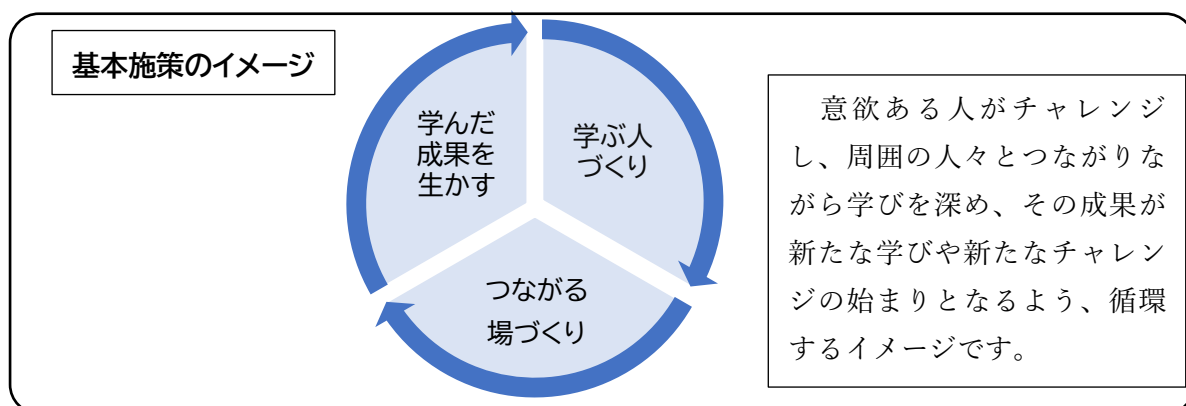 基本施策のイメージ
学んだ
成果を
生かす
学ぶ人
づくり
つながる
場づくり
意欲ある人がチャレンジ
し、周囲の人々とつながりな
がら学びを深め、その成果が
新たな学びや新たなチャレン
ジの始まりとなるよう、循環
するイメージです。